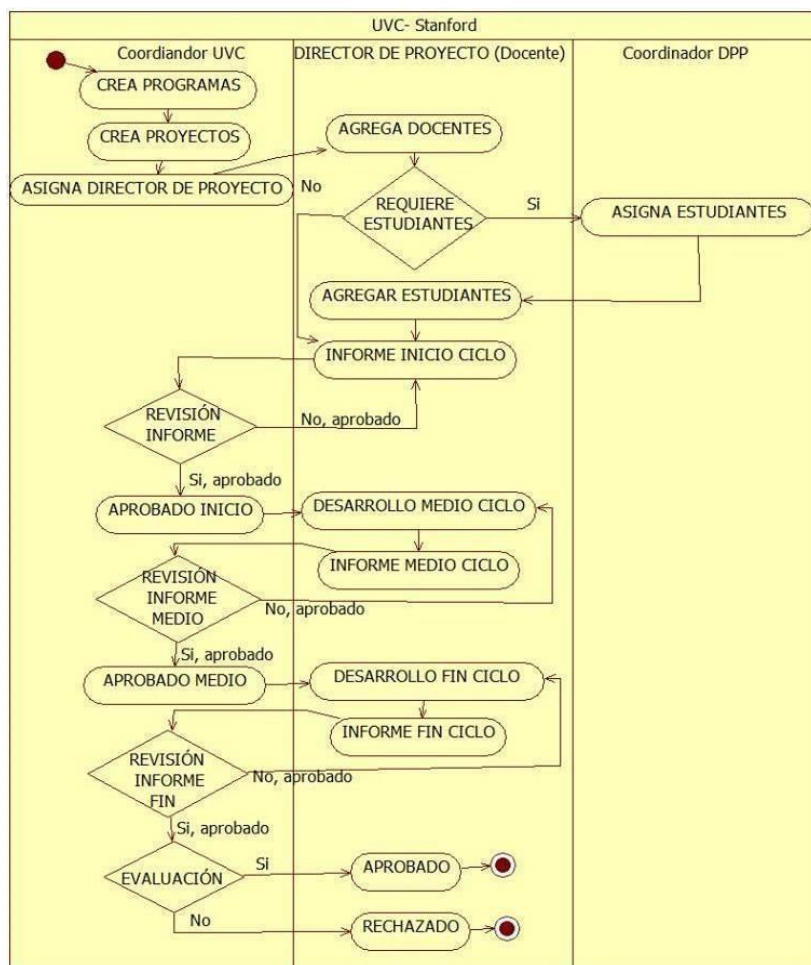 UVC- Stanford
Coordiandor UVC
DIRECTOR DE PROYECTO (Docente)
Coordinador DPP
CREA PROGRAMAS
CREA PROYECTOS
ASIGNA DIRECTOR DE PROYECTO
AGREGA DOCENTES
No
REQUIERE
ESTUDIANTES
Si
ASIGNA ESTUDIANTES
AGREGAR ESTUDIANTES
INFORME INICIO CICLO
REVISIÓN
INFORME
No, aprobado
Si, aprobado
APROBADO INICIO
DESARROLLO MEDIO CICLO
INFORME MEDIO CICLO
REVISIÓN
INFORME
MEDIO
No, aprobado
Si, aprobado
APROBADO MEDIO
DESARROLLO FIN CICLO
INFORME FIN CICLO
REVISIÓN
INFORME
FIN
No, aprobado
Si, aprobado
EVALUACIÓN
Si
APROBADO
No
RECHAZADO